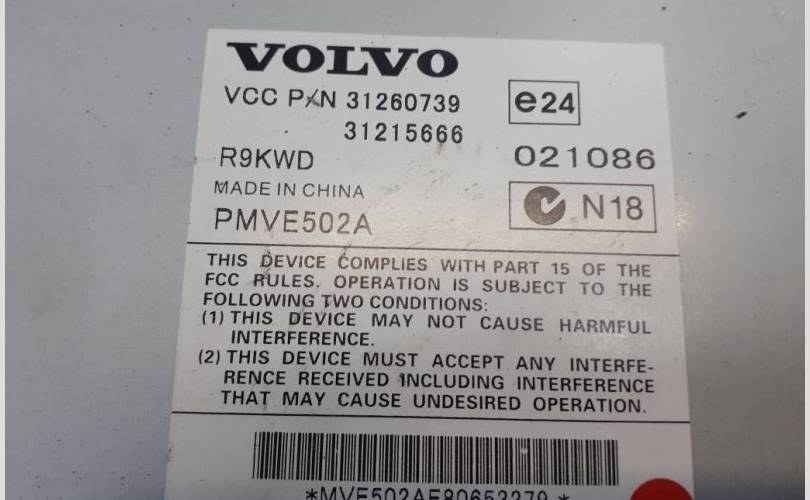 VOLVO
VCC P/N 31260739
e24
31215666
R9KWD
021086
MADE IN CHINA
N18
PMVE502A
THIS DEVICE COMPLIES WITH PART 15 OF THE
FCC RULES. OPERATION IS SUBJECT TO THE
FOLLOWING TWO CONDITIONS:
(1) THIS DEVICE MAY NOT CAUSE HARMFUL
INTERFERENCE.
(2) THIS DEVICE MUST ACCEPT ANY INTERFE-
RENCE RECEIVED INCLUDING INTERFERENCE
THAT MAY CAUSE UNDESIRED OPERATION.
*MVE502AE80653279*